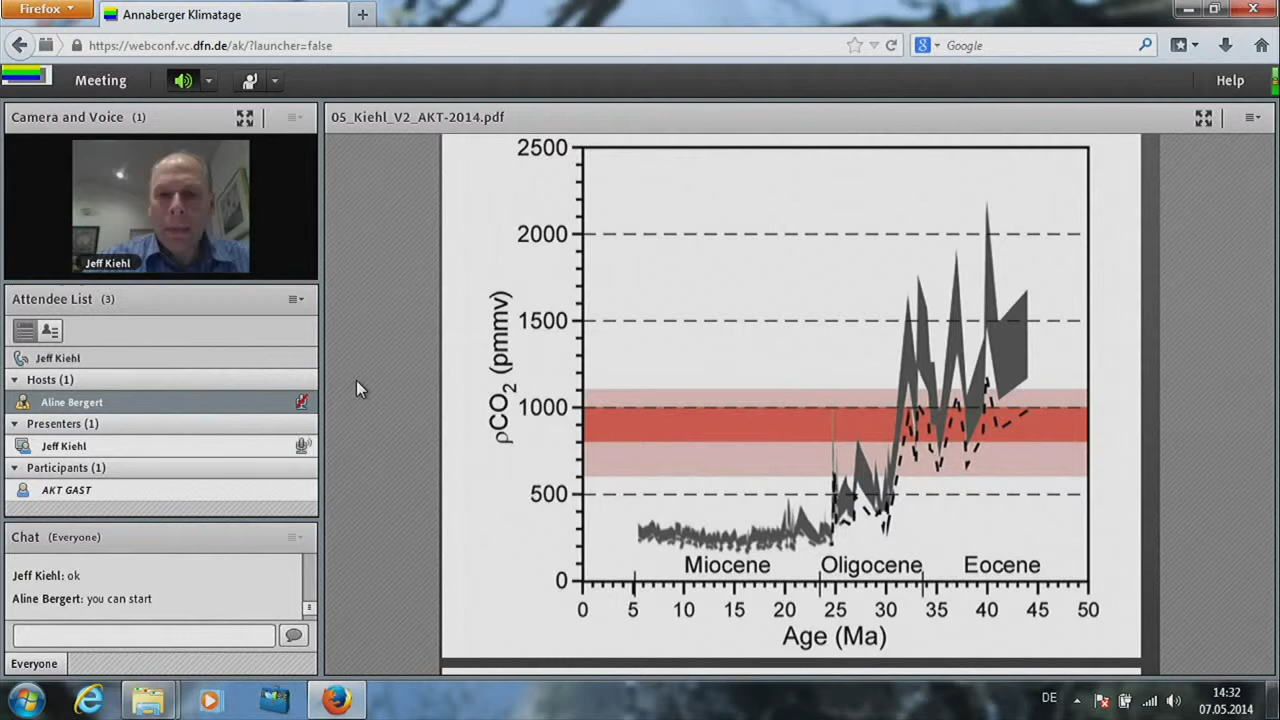 Firefox
Annaberger Klimatage
https://webconf.vc.dfn.de/ak/?launcher=false
Google
Meeting
Help
Camera and Voice (1)
Jeff Kiehl
Attendee List (3)
Jeff Kiehl
Hosts (1)
Aline Bergert
Presenters (1)
Jeff Kiehl
Participants (1)
AKT GAST
Chat (Everyone)
Jeff Kiehl: ok
Aline Bergert: you can start
Everyone
05_Kiehl_V2_AKT-2014.pdf
2500
2000
1500
1000
500
0
ρCO2 (pmmv)
Miocene Oligocene Eocene
0 5 10 15 20 25 30 35 40 45 50
Age (Ma)
DE
14:32
07.05.2014